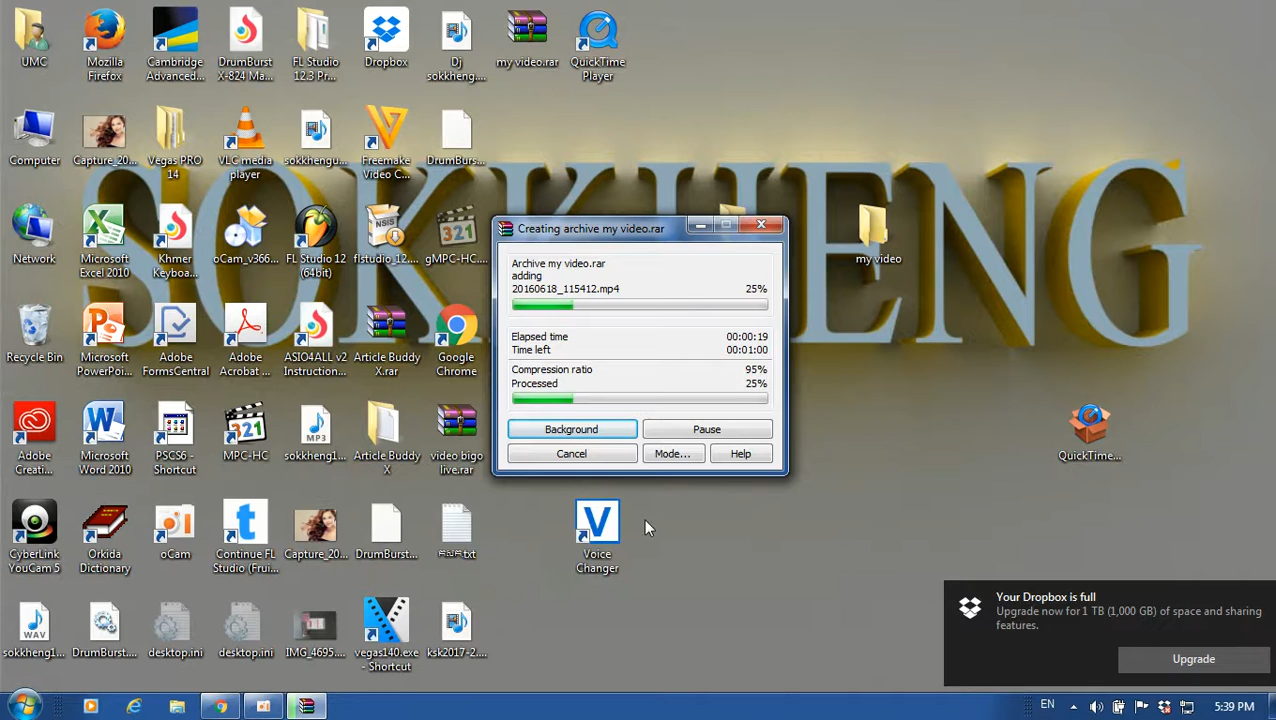 UMC
Mozilla
Firefox
Cambridge
Advanced...
DrumBurst
X-824 Ma...
FL Studio
12.3 Pr...
Dropbox
Dj
sokkheng....
my video.rar
QuickTime
Player
Computer
Capture_20...
Vegas PRO
14
VLC media
player
sokkhengu...
Freemake
Video C...
DrumBurs...
SOKKHENG
Network
Microsoft
Excel 2010
Khmer
Keyboa...
oCam_v366...
FL Studio 12
(64bit)
flstudio_12....
gMPC-HC....
321
my video
Creating archive my video.rar
Archive my video.rar
adding
20160618_115412.mp4
25%
Elapsed time
00:00:19
Time left
00:01:00
Compression ratio
95%
Processed
25%
Background
Pause
Cancel
Mode...
Help
Recycle Bin
Microsoft
PowerPoi...
Adobe
FormsCentral
Adobe
Acrobat ...
ASIO4ALL v2
Instruction...
Article Buddy
X.rar
Google
Chrome
Adobe
Creati...
Microsoft
Word 2010
PSCS6 -
Shortcut
321
MPC-HC
MP3
sokkheng1...
Article Buddy
X
video bigo
live.rar
QuickTime...
CyberLink
YouCam 5
Orkida
Dictionary
oCam
Continue FL
Studio (Frui...
Capture_20...
DrumBurst...
Voice
Changer
WAV
sokkheng1...
DrumBurst....
desktop.ini
desktop.ini
IMG_4695....
vegas140.exe
- Shortcut
ksk2017-2....
Your Dropbox is full
Upgrade now for 1 TB (1,000 GB) of space and sharing
features.
Upgrade
EN
5:39 PM